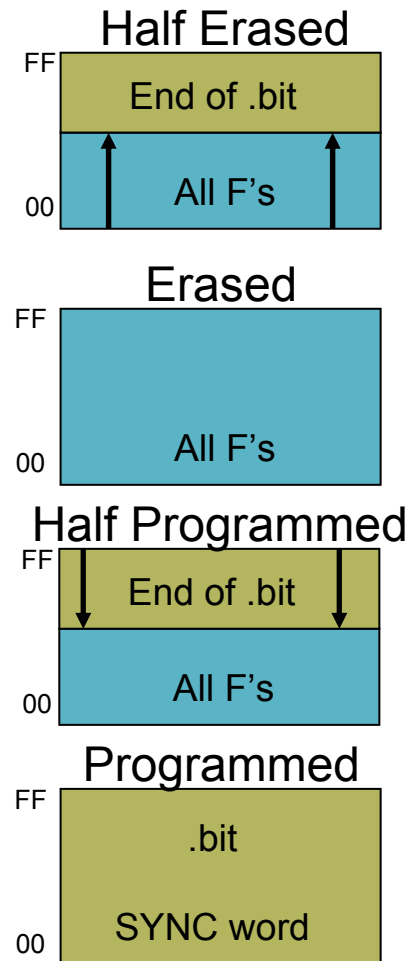 Half Erased
FF
End of .bit
All F's
00
Erased
FF
All F's
00
Half Programmed
FF
End of .bit
All F's
00
Programmed
FF
.bit
SYNC word
00